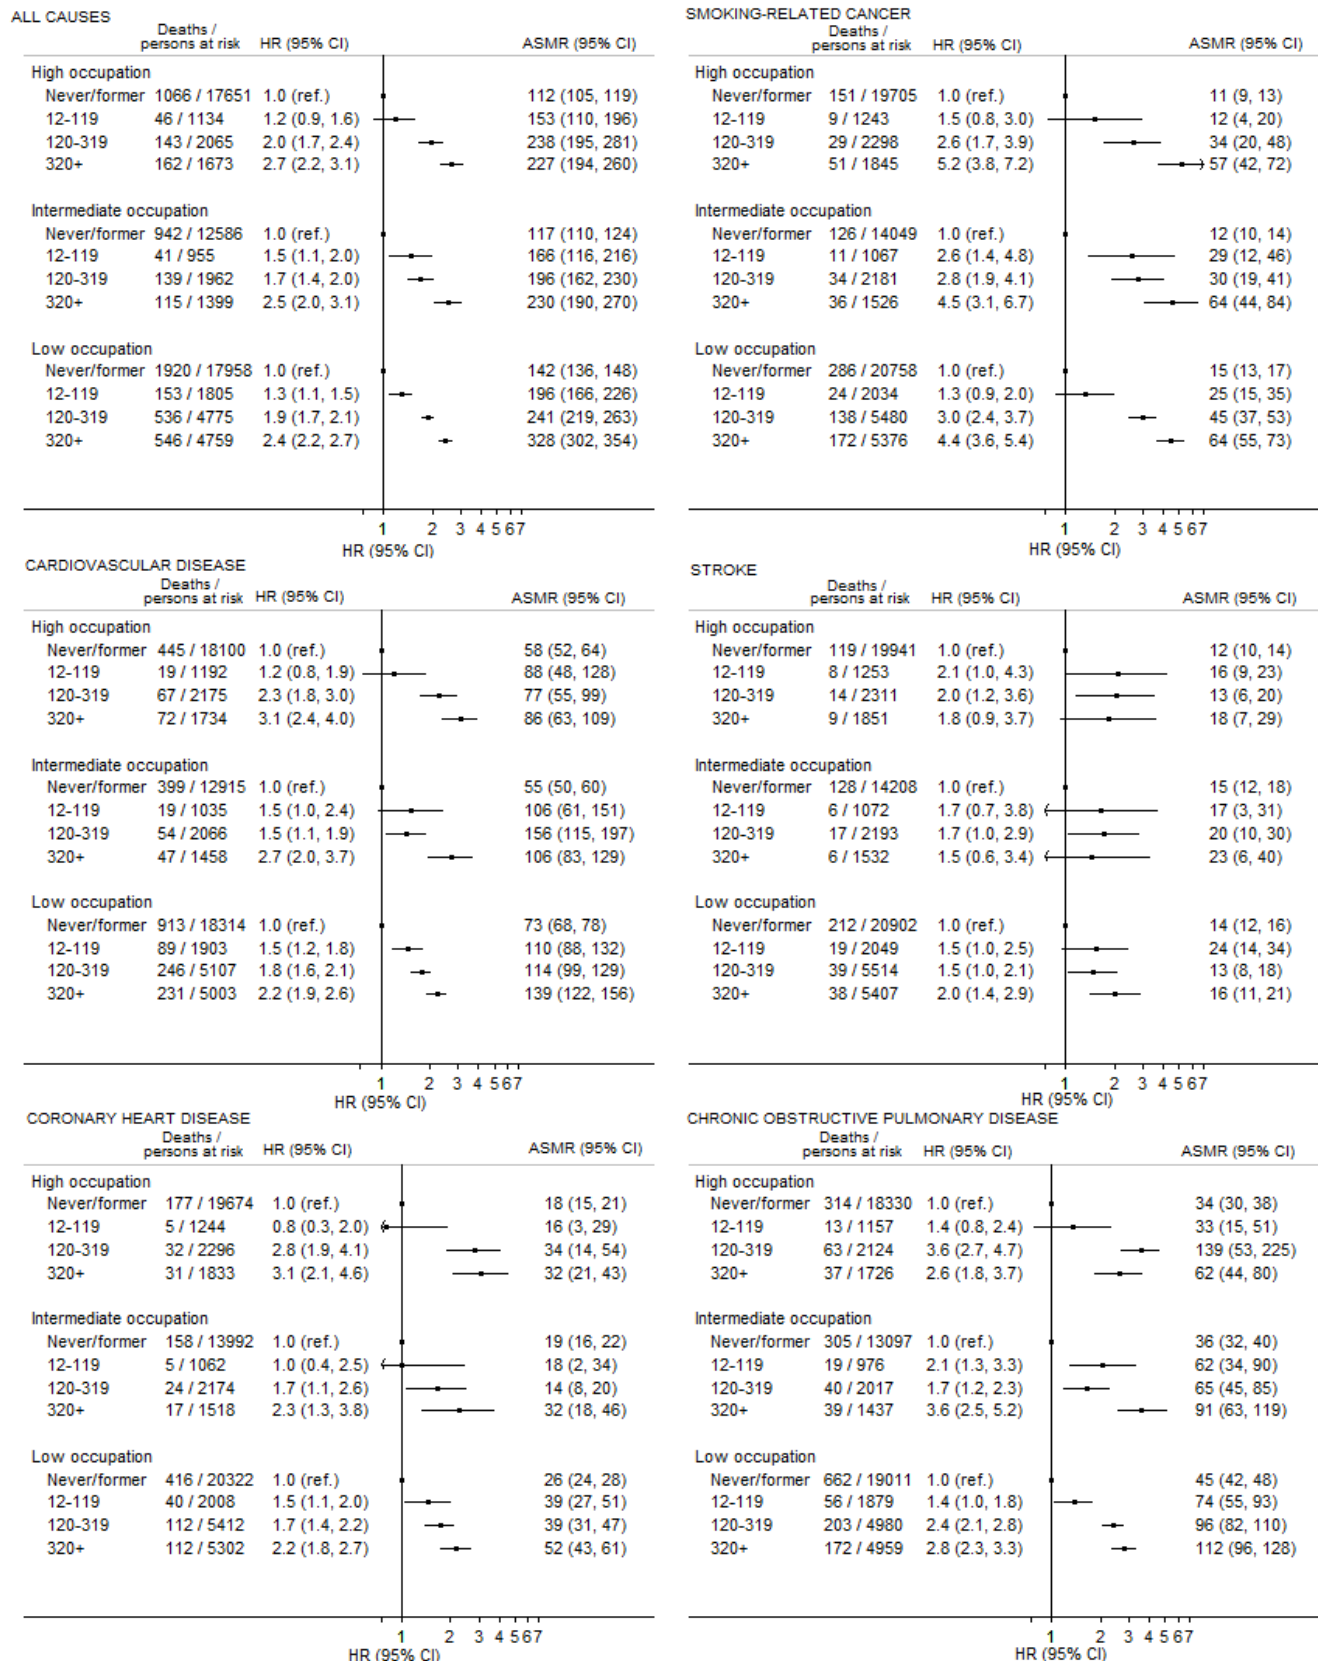 ALL CAUSES
Deaths /
persons at risk HR (95% CI) ASMR (95% CI)
High occupation
Never/former 1066 / 17651 1.0 (ref.) 112 (105, 119)
12-119 46 / 1134 1.2 (0.9, 1.6) 153 (110, 196)
120-319 143 / 2065 2.0 (1.7, 2.4) 238 (195, 281)
320+ 162 / 1673 2.7 (2.2, 3.1) 227 (194, 260)
Intermediate occupation
Never/former 942 / 12586 1.0 (ref.) 117 (110, 124)
12-119 41 / 955 1.5 (1.1, 2.0) 166 (116, 216)
120-319 139 / 1962 1.7 (1.4, 2.0) 196 (162, 230)
320+ 115 / 1399 2.5 (2.0, 3.1) 230 (190, 270)
Low occupation
Never/former 1920 / 17958 1.0 (ref.) 142 (136, 148)
12-119 153 / 1805 1.3 (1.1, 1.5) 196 (166, 226)
120-319 536 / 4775 1.9 (1.7, 2.1) 241 (219, 263)
320+ 546 / 4759 2.4 (2.2, 2.7) 328 (302, 354)
1 2 3 4 5 6 7
HR (95% CI)
SMOKING-RELATED CANCER
Deaths /
persons at risk HR (95% CI) ASMR (95% CI)
High occupation
Never/former 151 / 19705 1.0 (ref.) 11 (9, 13)
12-119 9 / 1243 1.5 (0.8, 3.0) 12 (4, 20)
120-319 29 / 2298 2.6 (1.7, 3.9) 34 (20, 48)
320+ 51 / 1845 5.2 (3.8, 7.2) 57 (42, 72)
Intermediate occupation
Never/former 126 / 14049 1.0 (ref.) 12 (10, 14)
12-119 11 / 1067 2.6 (1.4, 4.8) 29 (12, 46)
120-319 34 / 2181 2.8 (1.9, 4.1) 30 (19, 41)
320+ 36 / 1526 4.5 (3.1, 6.7) 64 (44, 84)
Low occupation
Never/former 286 / 20758 1.0 (ref.) 15 (13, 17)
12-119 24 / 2034 1.3 (0.9, 2.0) 25 (15, 35)
120-319 138 / 5480 3.0 (2.4, 3.7) 45 (37, 53)
320+ 172 / 5376 4.4 (3.6, 5.4) 64 (55, 73)
1 2 3 4 5 6 7
HR (95% CI)
CARDIOVASCULAR DISEASE
Deaths /
persons at risk HR (95% CI) ASMR (95% CI)
High occupation
Never/former 445 / 18100 1.0 (ref.) 58 (52, 64)
12-119 19 / 1192 1.2 (0.8, 1.9) 88 (48, 128)
120-319 67 / 2175 2.3 (1.8, 3.0) 77 (55, 99)
320+ 72 / 1734 3.1 (2.4, 4.0) 86 (63, 109)
Intermediate occupation
Never/former 399 / 12915 1.0 (ref.) 55 (50, 60)
12-119 19 / 1035 1.5 (1.0, 2.4) 106 (61, 151)
120-319 54 / 2066 1.5 (1.1, 1.9) 156 (115, 197)
320+ 47 / 1458 2.7 (2.0, 3.7) 106 (83, 129)
Low occupation
Never/former 913 / 18314 1.0 (ref.) 73 (68, 78)
12-119 89 / 1903 1.5 (1.2, 1.8) 110 (88, 132)
120-319 246 / 5107 1.8 (1.6, 2.1) 114 (99, 129)
320+ 231 / 5003 2.2 (1.9, 2.6) 139 (122, 156)
1 2 3 4 5 6 7
HR (95% CI)
STROKE
Deaths /
persons at risk HR (95% CI) ASMR (95% CI)
High occupation
Never/former 119 / 19941 1.0 (ref.) 12 (10, 14)
12-119 8 / 1253 2.1 (1.0, 4.3) 16 (9, 23)
120-319 14 / 2311 2.0 (1.2, 3.6) 13 (6, 20)
320+ 9 / 1851 1.8 (0.9, 3.7) 18 (7, 29)
Intermediate occupation
Never/former 128 / 14208 1.0 (ref.) 15 (12, 18)
12-119 6 / 1072 1.7 (0.7, 3.8) 17 (3, 31)
120-319 17 / 2193 1.7 (1.0, 2.9) 20 (10, 30)
320+ 6 / 1532 1.5 (0.6, 3.4) 23 (6, 40)
Low occupation
Never/former 212 / 20902 1.0 (ref.) 14 (12, 16)
12-119 19 / 2049 1.5 (1.0, 2.5) 24 (14, 34)
120-319 39 / 5514 1.5 (1.0, 2.1) 13 (8, 18)
320+ 38 / 5407 2.0 (1.4, 2.9) 16 (11, 21)
1 2 3 4 5 6 7
HR (95% CI)
CORONARY HEART DISEASE
Deaths /
persons at risk HR (95% CI) ASMR (95% CI)
High occupation
Never/former 177 / 19674 1.0 (ref.) 18 (15, 21)
12-119 5 / 1244 0.8 (0.3, 2.0) 16 (3, 29)
120-319 32 / 2296 2.8 (1.9, 4.1) 34 (14, 54)
320+ 31 / 1833 3.1 (2.1, 4.6) 32 (21, 43)
Intermediate occupation
Never/former 158 / 13992 1.0 (ref.) 19 (16, 22)
12-119 5 / 1062 1.0 (0.4, 2.5) 18 (2, 34)
120-319 24 / 2174 1.7 (1.1, 2.6) 14 (8, 20)
320+ 17 / 1518 2.3 (1.3, 3.8) 32 (18, 46)
Low occupation
Never/former 416 / 20322 1.0 (ref.) 26 (24, 28)
12-119 40 / 2008 1.5 (1.1, 2.0) 39 (27, 51)
120-319 112 / 5412 1.7 (1.4, 2.2) 39 (31, 47)
320+ 112 / 5302 2.2 (1.8, 2.7) 52 (43, 61)
1 2 3 4 5 6 7
HR (95% CI)
CHRONIC OBSTRUCTIVE PULMONARY DISEASE
Deaths /
persons at risk HR (95% CI) ASMR (95% CI)
High occupation
Never/former 314 / 18330 1.0 (ref.) 34 (30, 38)
12-119 13 / 1157 1.4 (0.8, 2.4) 33 (15, 51)
120-319 63 / 2124 3.6 (2.7, 4.7) 139 (53, 225)
320+ 37 / 1726 2.6 (1.8, 3.7) 62 (44, 80)
Intermediate occupation
Never/former 305 / 13097 1.0 (ref.) 36 (32, 40)
12-119 19 / 976 2.1 (1.3, 3.3) 62 (34, 90)
120-319 40 / 2017 1.7 (1.2, 2.3) 65 (45, 85)
320+ 39 / 1437 3.6 (2.5, 5.2) 91 (63, 119)
Low occupation
Never/former 662 / 19011 1.0 (ref.) 45 (42, 48)
12-119 56 / 1879 1.4 (1.0, 1.8) 74 (55, 93)
120-319 203 / 4980 2.4 (2.1, 2.8) 96 (82, 110)
320+ 172 / 4959 2.8 (2.3, 3.3) 112 (96, 128)
1 2 3 4 5 6 7
HR (95% CI)